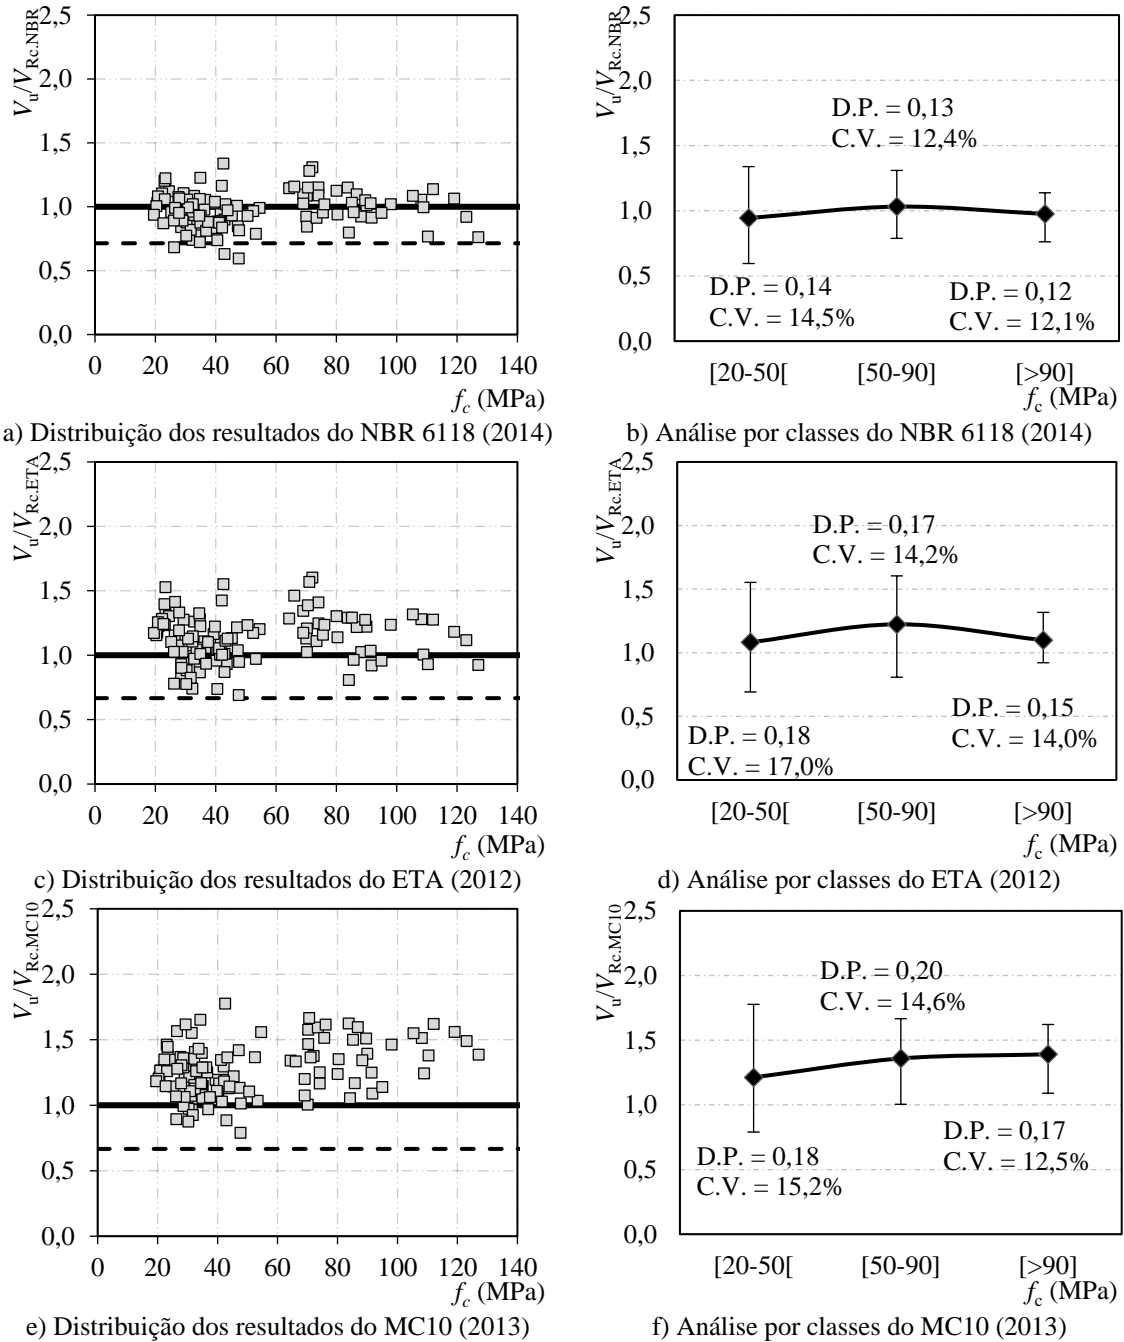 V_u/V_Rc.NBR
2,5
2,0
1,5
1,0
0,5
0,0
0 20 40 60 80 100 120 140
f_c (MPa)
a) Distribuição dos resultados do NBR 6118 (2014)
V_u/V_Rc.NBR
2,5
2,0
1,5
1,0
0,5
0,0
D.P. = 0,13
C.V. = 12,4%
D.P. = 0,14
C.V. = 14,5%
D.P. = 0,12
C.V. = 12,1%
[20-50[ [50-90] [>90]
f_c (MPa)
b) Análise por classes do NBR 6118 (2014)
V_u/V_Rc.ETA
2,5
2,0
1,5
1,0
0,5
0,0
0 20 40 60 80 100 120 140
f_c (MPa)
c) Distribuição dos resultados do ETA (2012)
V_u/V_Rc.ETA
2,5
2,0
1,5
1,0
0,5
0,0
D.P. = 0,17
C.V. = 14,2%
D.P. = 0,18
C.V. = 17,0%
D.P. = 0,15
C.V. = 14,0%
[20-50[ [50-90] [>90]
f_c (MPa)
d) Análise por classes do ETA (2012)
V_u/V_Rc.MC10
2,5
2,0
1,5
1,0
0,5
0,0
0 20 40 60 80 100 120 140
f_c (MPa)
e) Distribuição dos resultados do MC10 (2013)
V_u/V_Rc.MC10
2,5
2,0
1,5
1,0
0,5
0,0
D.P. = 0,20
C.V. = 14,6%
D.P. = 0,18
C.V. = 15,2%
D.P. = 0,17
C.V. = 12,5%
[20-50[ [50-90] [>90]
f_c (MPa)
f) Análise por classes do MC10 (2013)